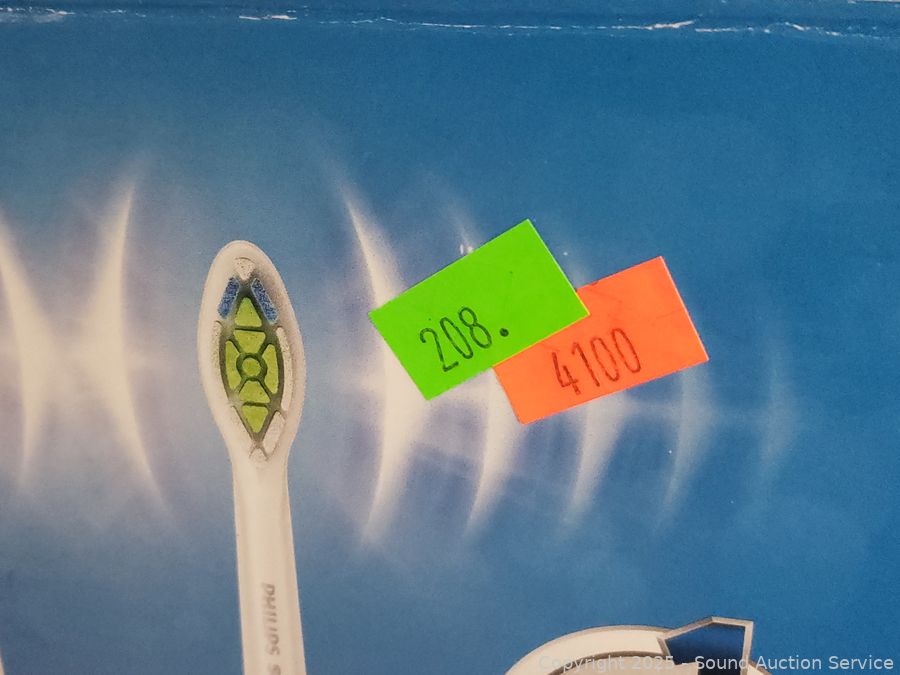 208.
4100
PHILIPS S
Copyright 2025 - Sound Auction Service